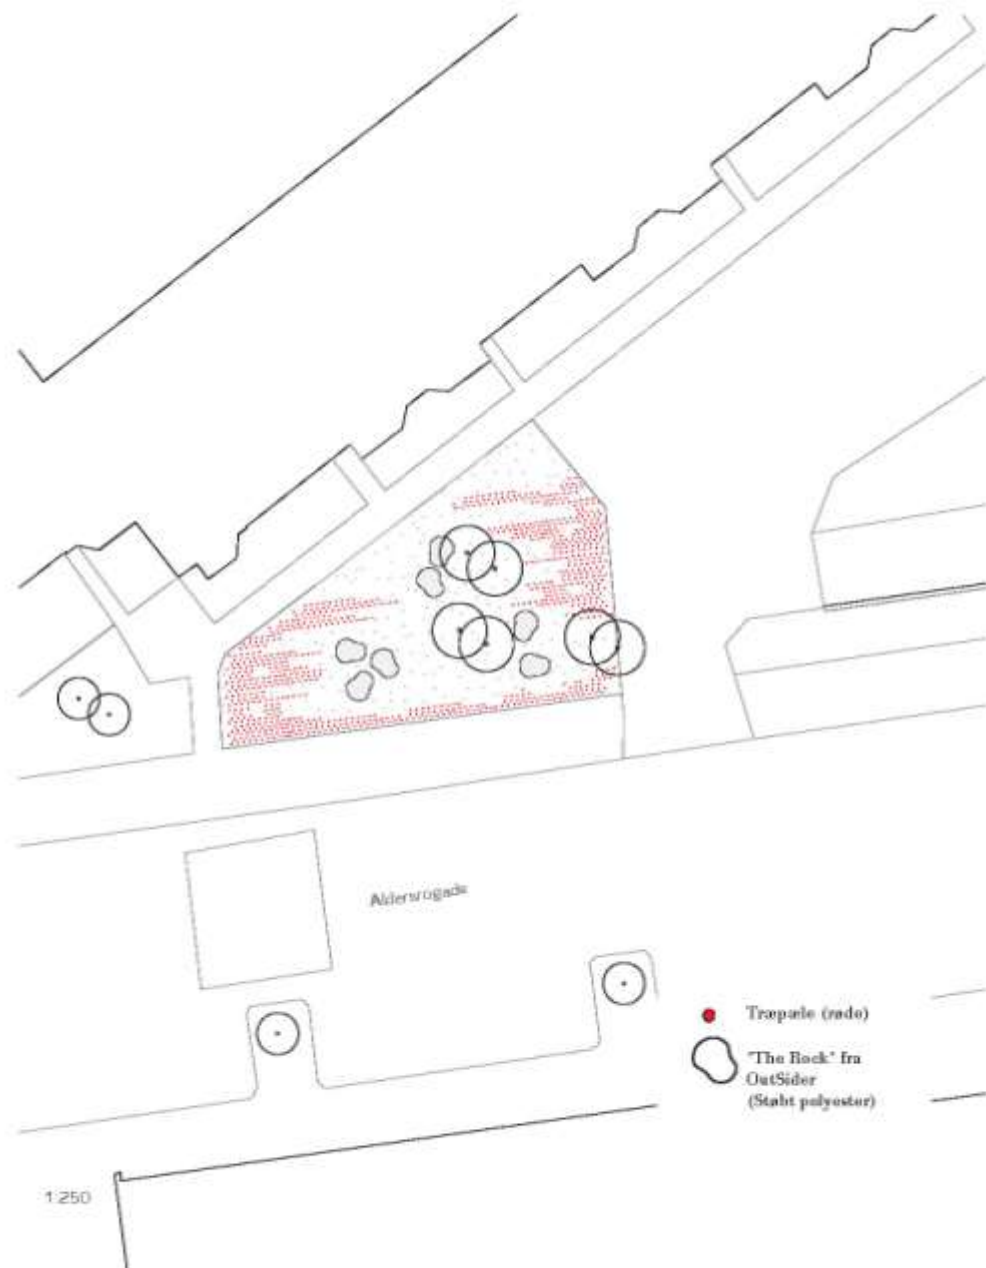 Aldersrogade
Træpæle (røde)
"The Rock" fra
OutSider
(Støbt polyester)
1:250